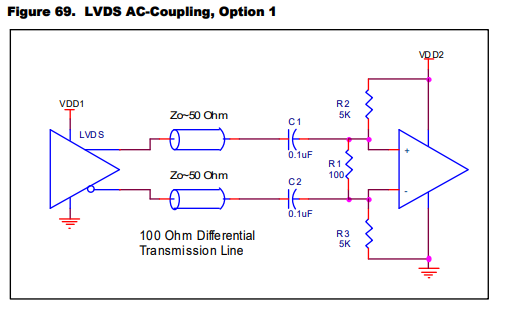 Figure 69. LVDS AC-Coupling, Option 1
VDD2
VDD1
LVDS
Zo~50 Ohm
C1
0.1uF
R2
5K
+
R1
100
Zo~50 Ohm
C2
0.1uF
-
R3
5K
100 Ohm Differential
Transmission Line